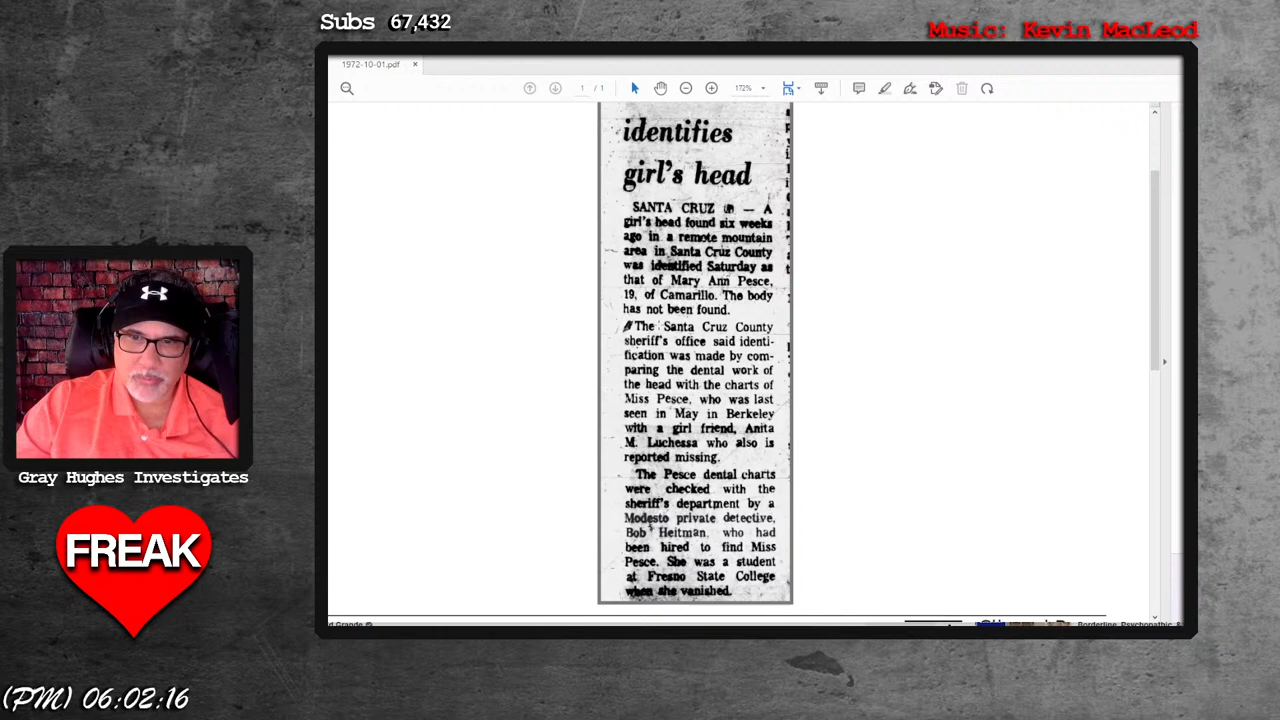 Subs 67,432
Music: Kevin MacLeod
1972-10-01.pdf
1 / 1
172%
identifies
girl's head
SANTA CRUZ — A
girl's head found six weeks
ago in a remote mountain
area in Santa Cruz County
was identified Saturday as
that of Mary Ann Pesce,
19, of Camarillo. The body
has not been found.
The Santa Cruz County
sheriff's office said identi-
fication was made by com-
paring the dental work of
the head with the charts of
Miss Pesce, who was last
seen in May in Berkeley
with a girl friend, Anita
M. Luchessa who also is
reported missing.
The Pesce dental charts
were checked with the
sheriff's department by a
Modesto private detective,
Bob Heitman, who had
been hired to find Miss
Pesce. She was a student
at Fresno State College
when she vanished.
d Grande
Borderline, Psychopathic &
Gray Hughes Investigates
FREAK
(PM) 06:02:16